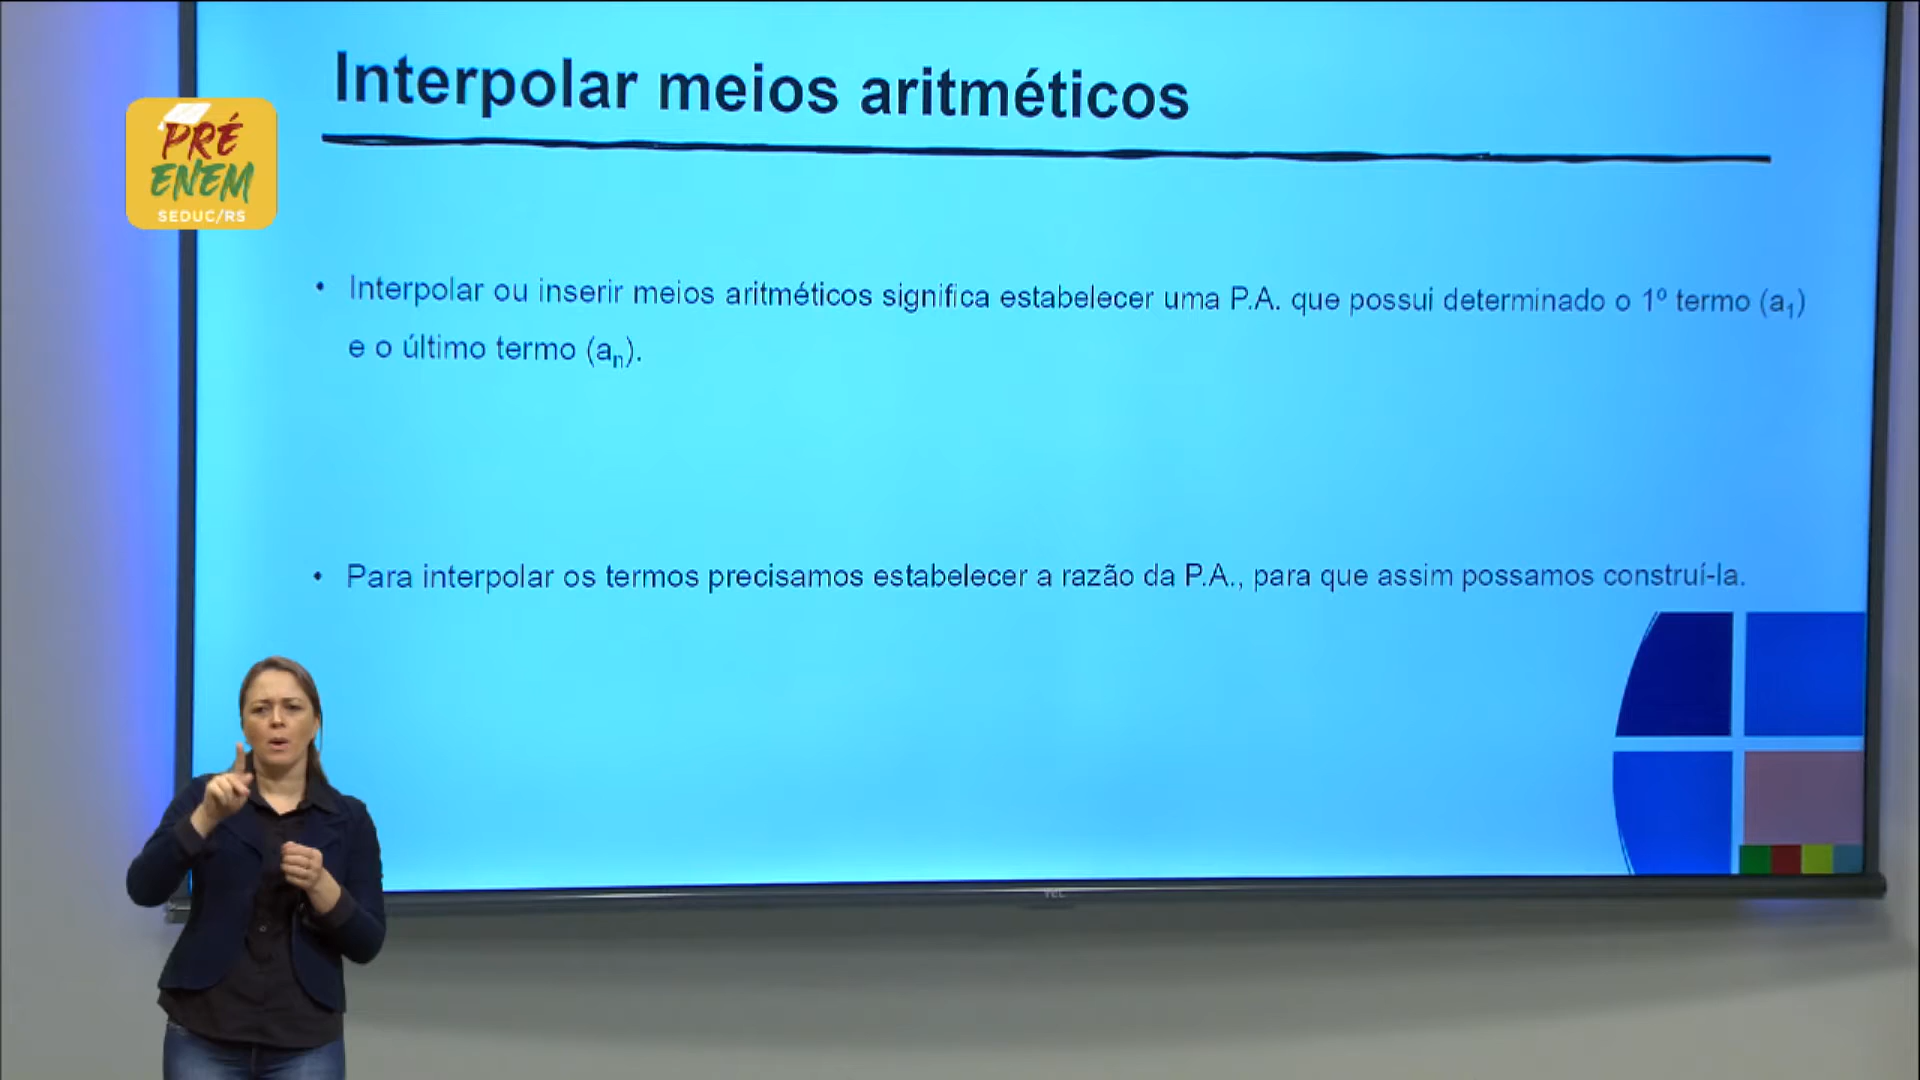 Interpolar meios aritméticos
PRÉ
ENEM
SEDUC/RS
• Interpolar ou inserir meios aritméticos significa estabelecer uma P.A. que possui determinado o 1º termo (a₁)
e o último termo (aₙ).
• Para interpolar os termos precisamos estabelecer a razão da P.A., para que assim possamos construí-la.
TCL